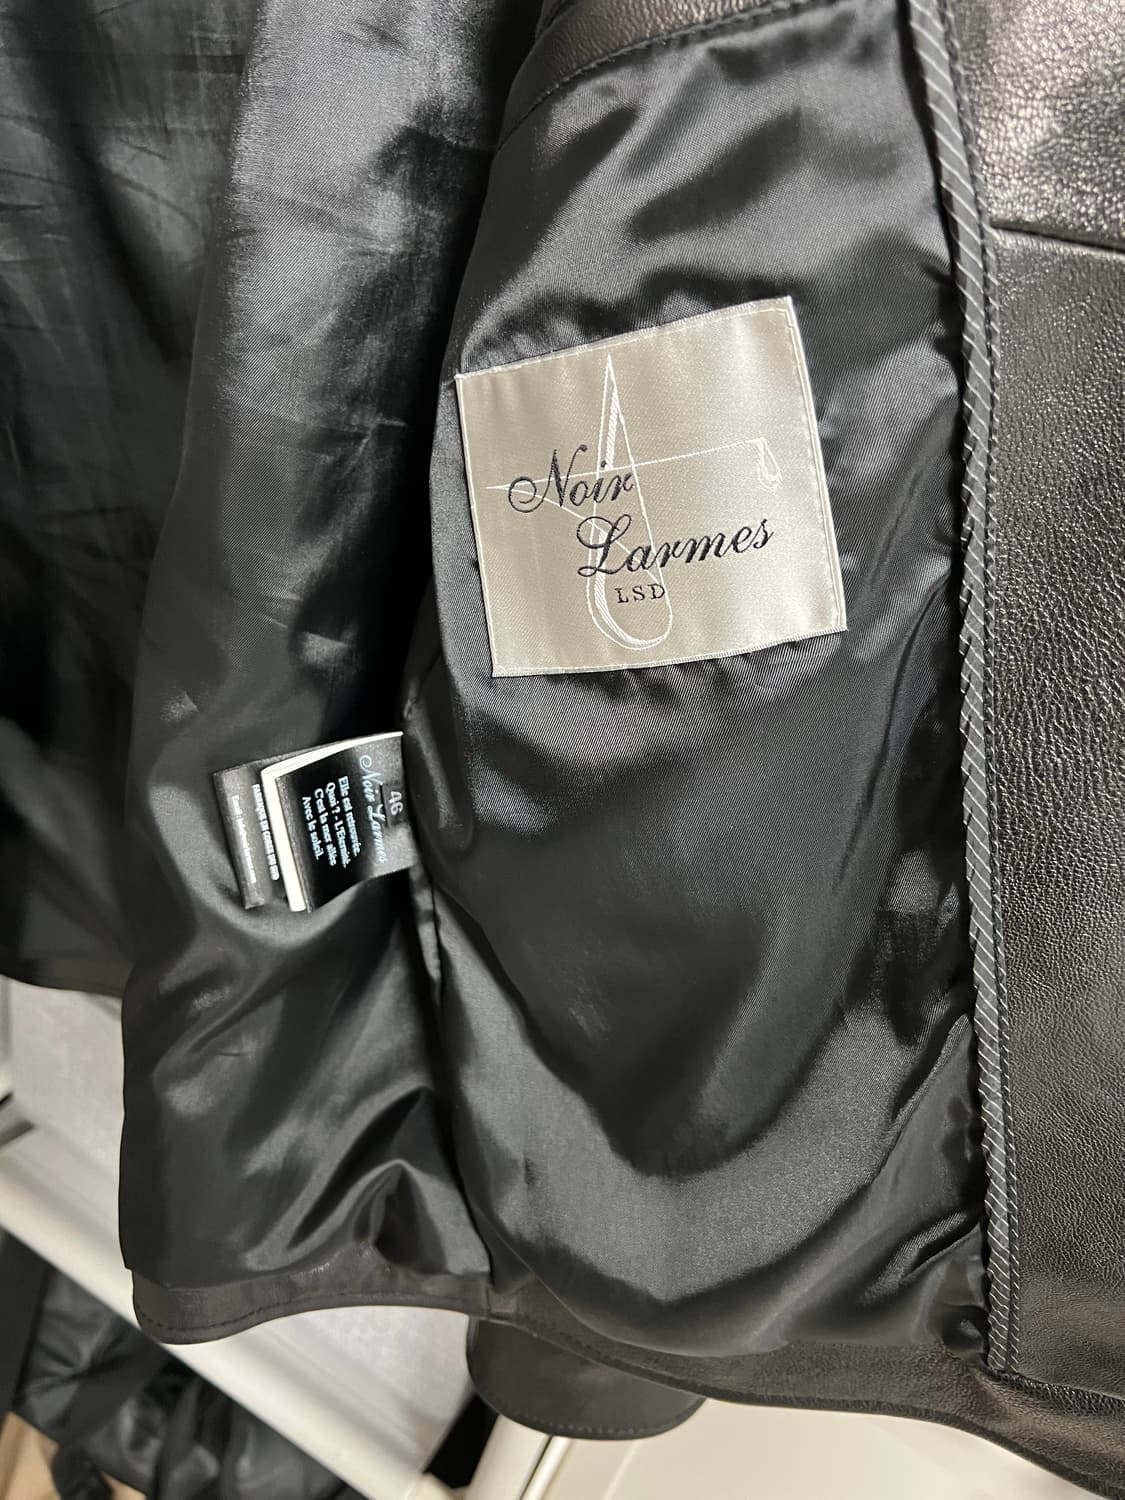 Noir
Larmes
LSD
46
Noir Larmes
Elle est retrouvée.
Quoi ? - L'Éternité.
C'est la mer allée
Avec le soleil.